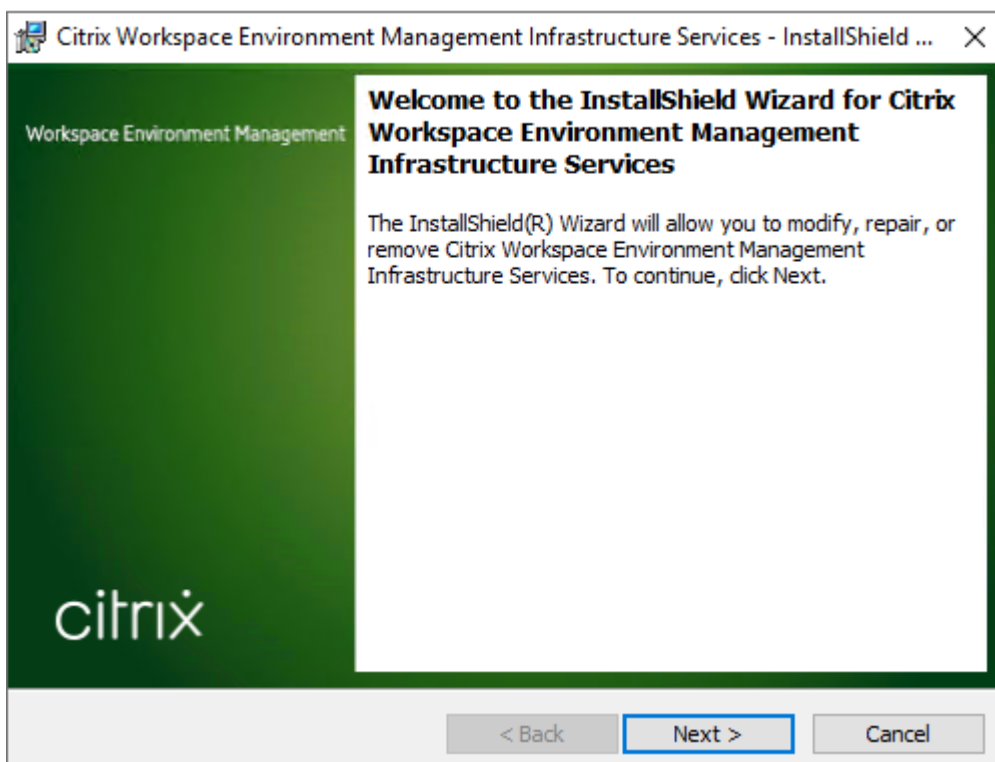 Citrix Workspace Environment Management Infrastructure Services - InstallShield ...
Workspace Environment Management
Welcome to the InstallShield Wizard for Citrix
Workspace Environment Management
Infrastructure Services
The InstallShield(R) Wizard will allow you to modify, repair, or
remove Citrix Workspace Environment Management
Infrastructure Services. To continue, click Next.
citrix
< Back
Next >
Cancel